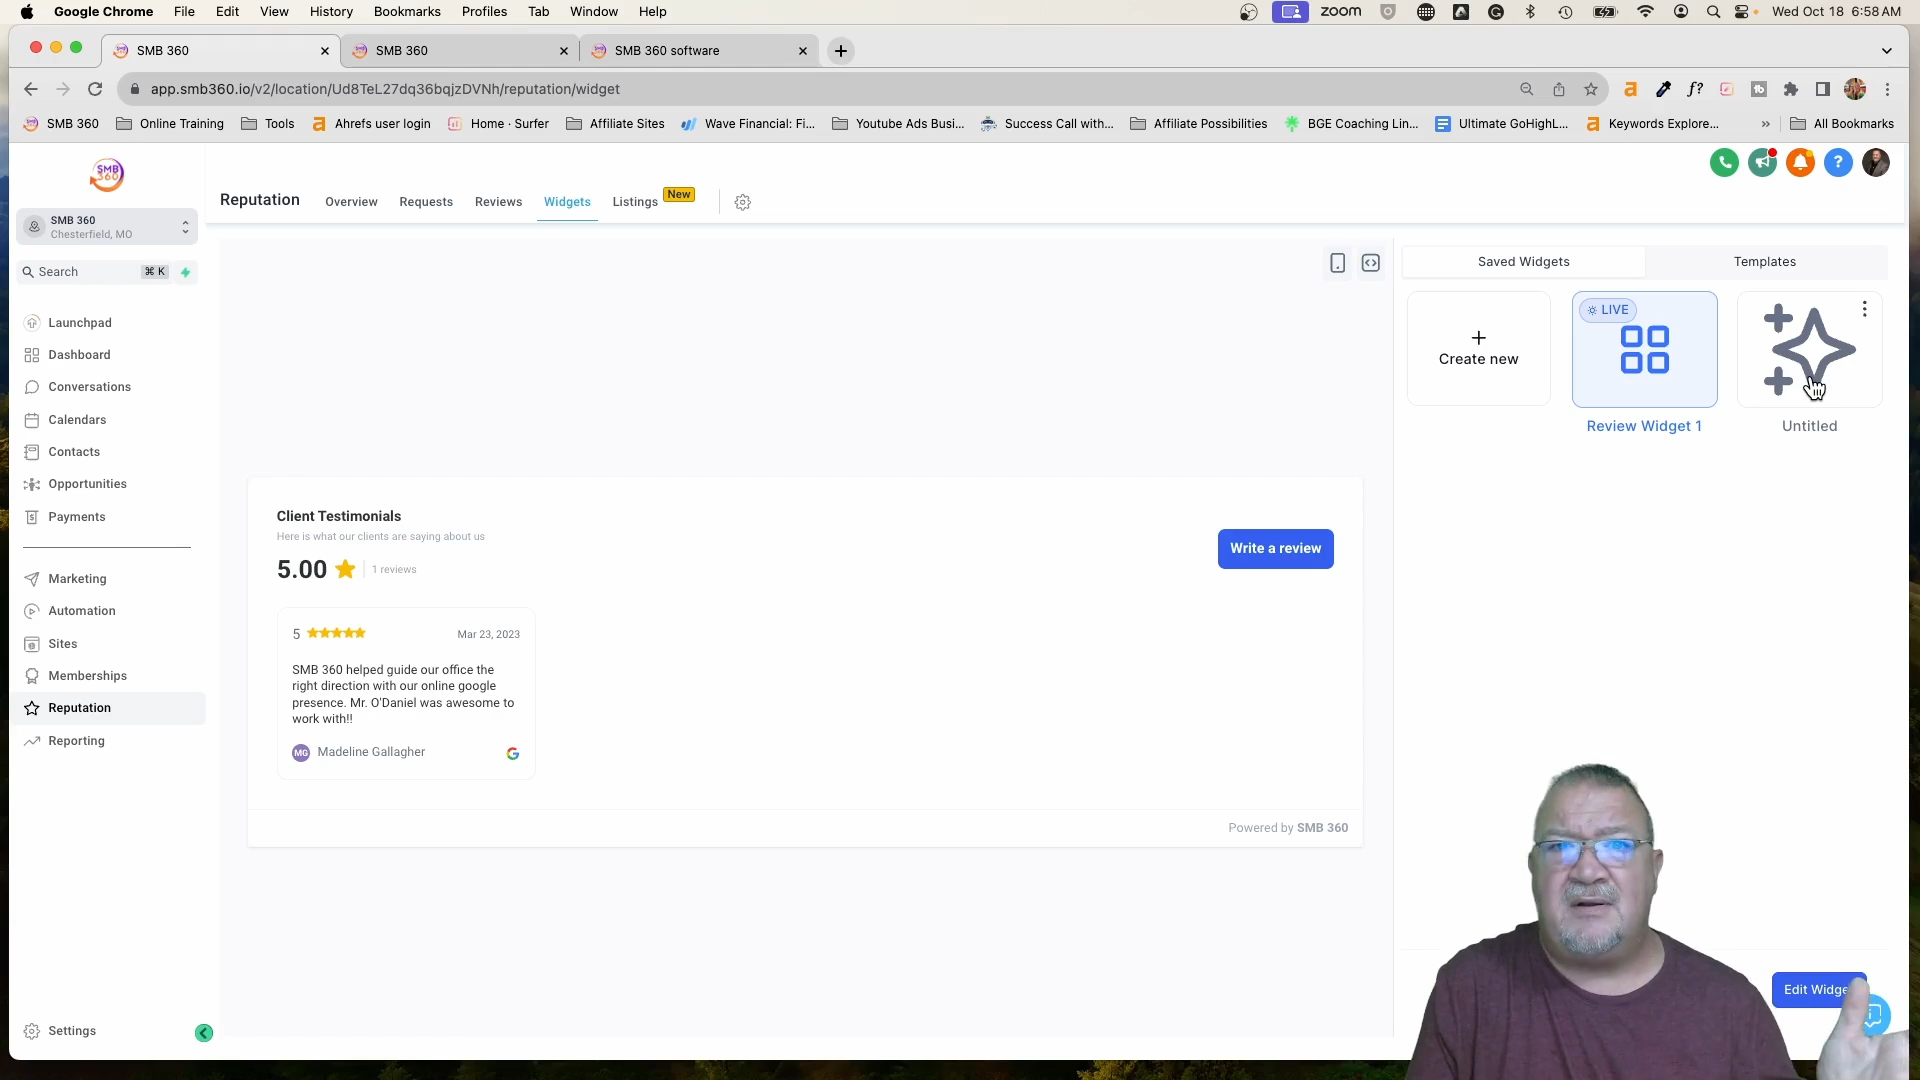 Google Chrome File Edit View History Bookmarks Profiles Tab Window Help zoom Wed Oct 18 6:58 AM
SMB 360 SMB 360 SMB 360 software
app.smb360.io/v2/location/Ud8TeL27dq36bqjzDVNh/reputation/widget
SMB 360 Online Training Tools Ahrefs user login Home · Surfer Affiliate Sites Wave Financial: Fi... Youtube Ads Busi... Success Call with... Affiliate Possibilities BGE Coaching Lin... Ultimate GoHighL... Keywords Explore... » All Bookmarks
SMB
360
SMB 360
Chesterfield, MO
Search ⌘ K
Launchpad
Dashboard
Conversations
Calendars
Contacts
Opportunities
Payments
Marketing
Automation
Sites
Memberships
Reputation
Reporting
Settings
Reputation Overview Requests Reviews Widgets Listings New
Client Testimonials
Here is what our clients are saying about us
5.00 1 reviews
Write a review
5 Mar 23, 2023
SMB 360 helped guide our office the
right direction with our online google
presence. Mr. O'Daniel was awesome to
work with!!
MG Madeline Gallagher
Powered by SMB 360
Saved Widgets Templates
Create new
LIVE
Review Widget 1
Untitled
Edit Widge